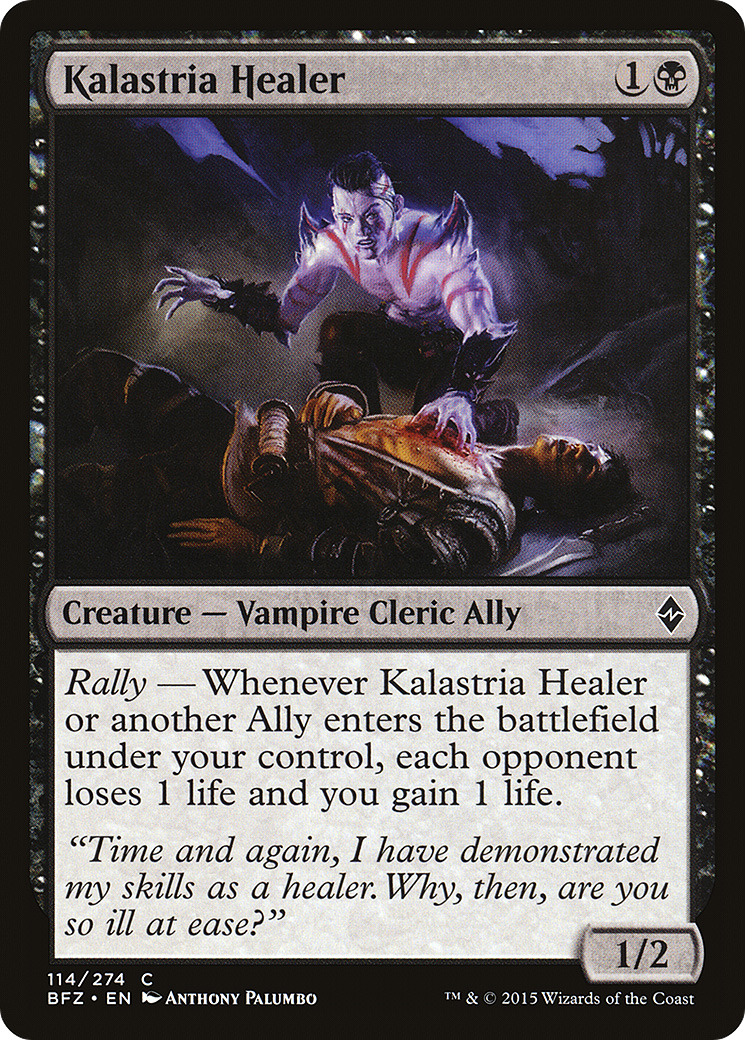 Kalastria Healer 1
Creature — Vampire Cleric Ally
Rally — Whenever Kalastria Healer
or another Ally enters the battlefield
under your control, each opponent
loses 1 life and you gain 1 life.
“Time and again, I have demonstrated
my skills as a healer. Why, then, are you
so ill at ease?”
1/2
114/274 C
BFZ • EN Anthony Palumbo
™ & © 2015 Wizards of the Coast